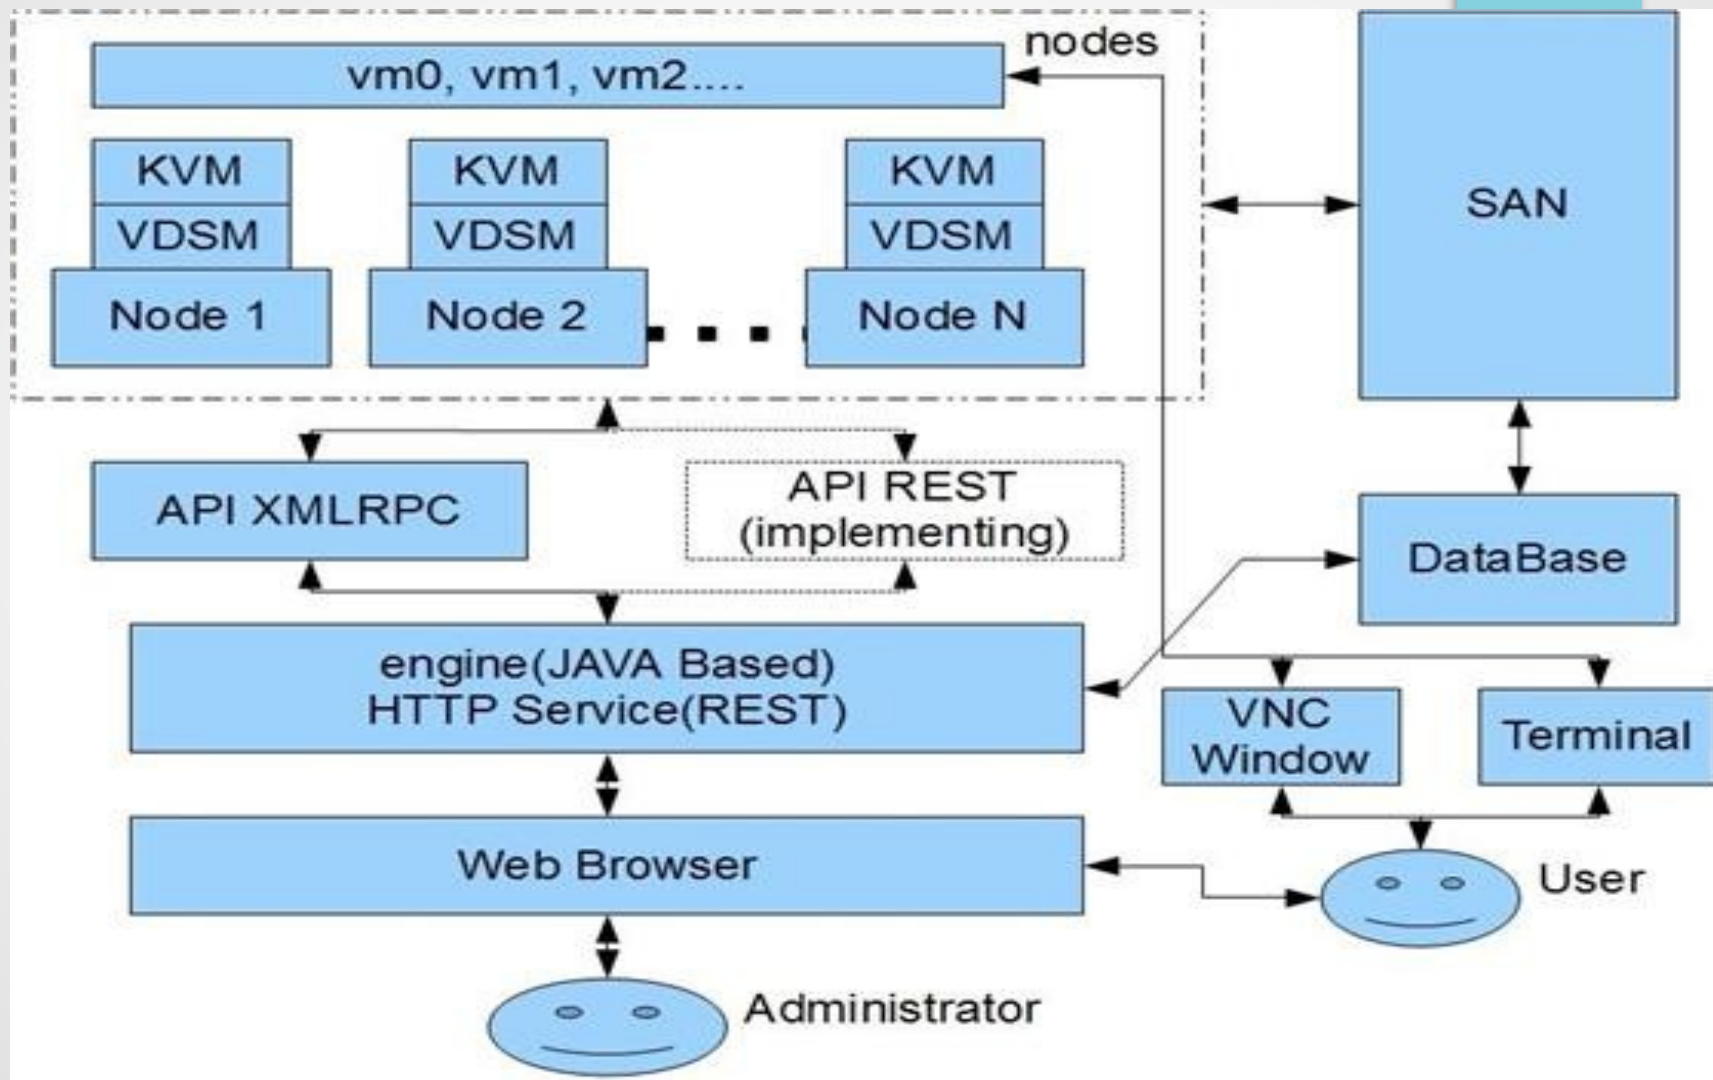 nodes
vm0, vm1, vm2....
KVM
KVM
KVM
VDSM
VDSM
VDSM
Node 1
Node 2
Node N
SAN
API XMLRPC
API REST
(implementing)
DataBase
engine(JAVA Based)
HTTP Service(REST)
VNC
Window
Terminal
Web Browser
User
Administrator